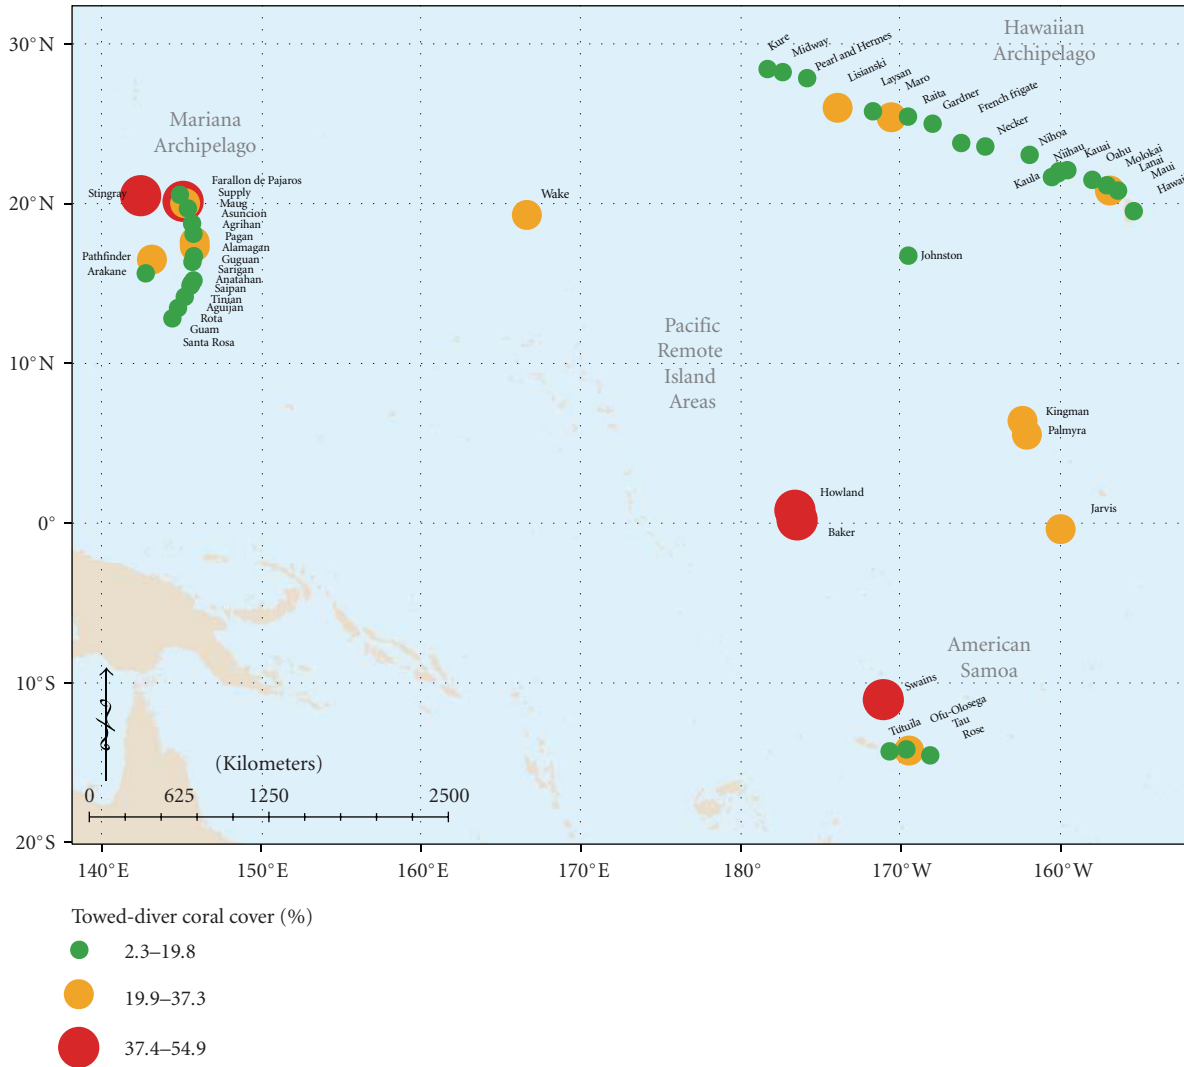 30°N
20°N
10°N
0°
10°S
20°S
Hawaiian
Archipelago
Kure
Midway
Pearl and Hermes
Lisianski
Laysan
Maro
Raita
Gardner
French frigate
Necker
Nihoa
Kaula
Niihau
Kauai
Oahu
Molokai
Lanai
Maui
Hawaii
Mariana
Archipelago
Stingray
Farallon de Pajaros
Supply
Maug
Asuncion
Agrihan
Pagan
Alamagan
Guguan
Sarigan
Anatahan
Saipan
Tinian
Aguijan
Rota
Guam
Santa Rosa
Pathfinder
Arakane
Wake
Johnston
Pacific
Remote
Island
Areas
Kingman
Palmyra
Howland
Baker
Jarvis
American
Samoa
Swains
Tutuila
Ofu-Olosega
Tau
Rose
(Kilometers)
0 625 1250 2500
140°E 150°E 160°E 170°E 180° 170°W 160°W
Towed-diver coral cover (%)
2.3–19.8
19.9–37.3
37.4–54.9